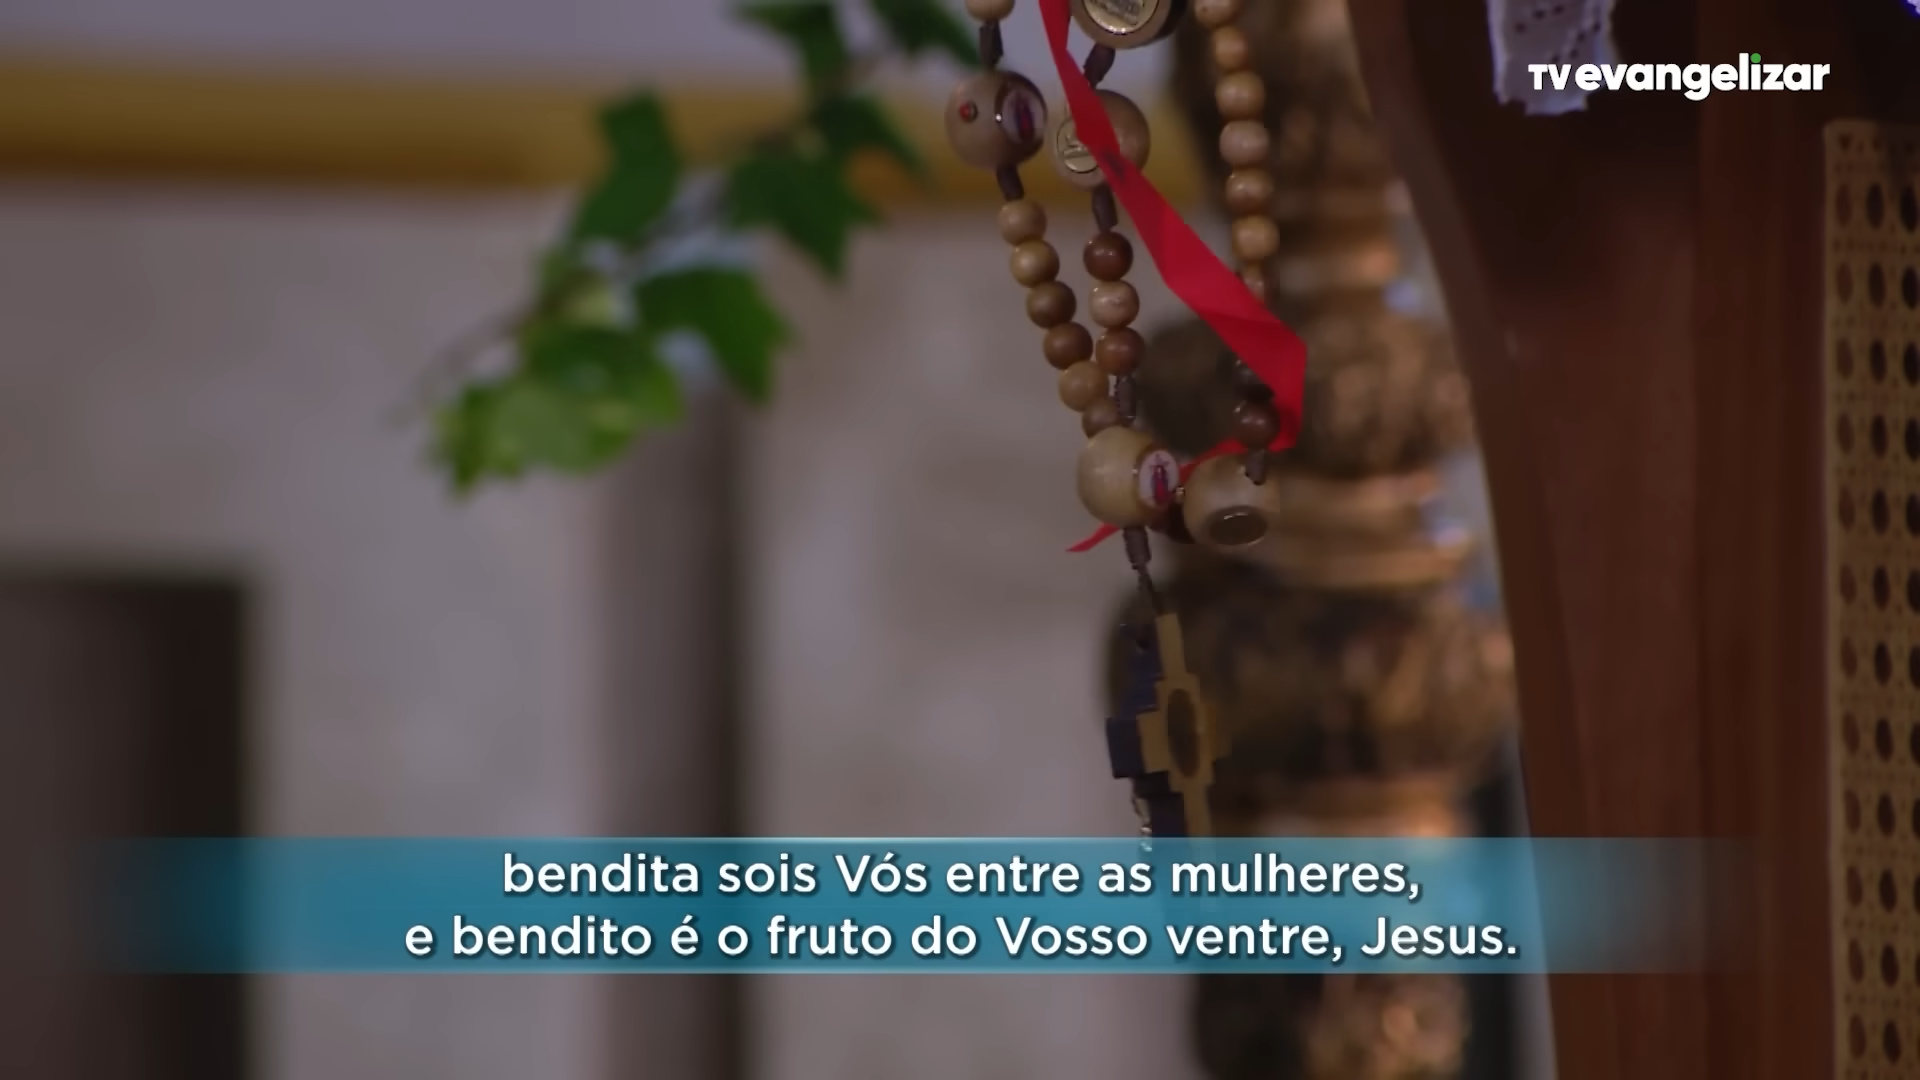 TVevangelizar
bendita sois Vós entre as mulheres,
e bendito é o fruto do Vosso ventre, Jesus.